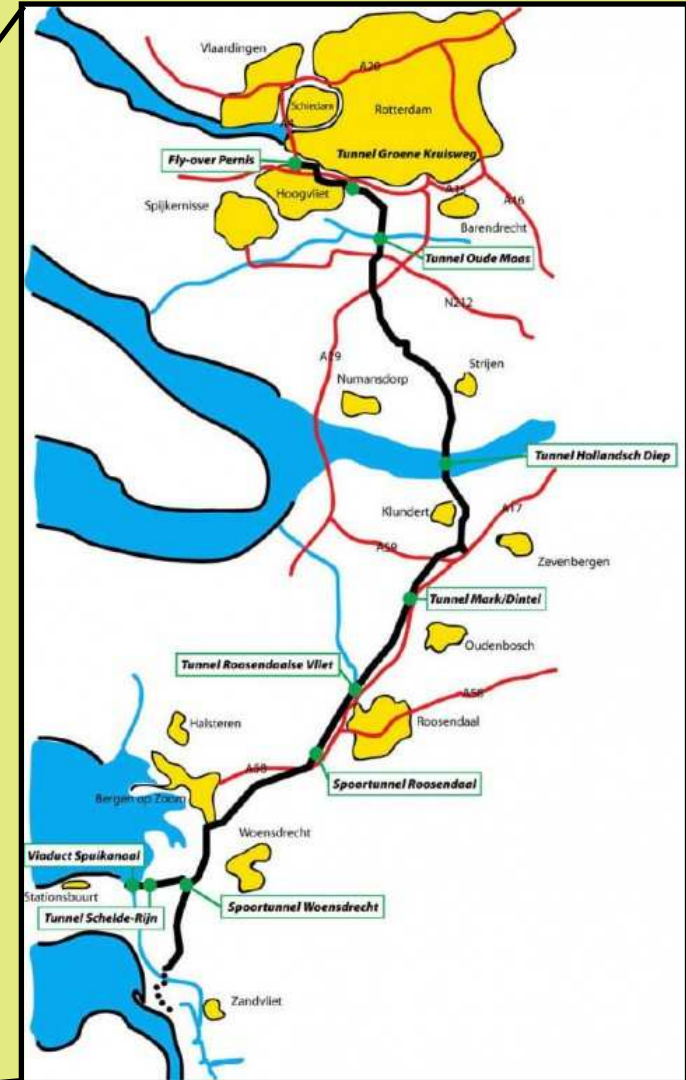 Vlaardingen
A20
Schiedam
Rotterdam
A4
Fly-over Pernis
Tunnel Groene Kruisweg
Hoogvliet
A15
A16
Spijkernisse
Barendrecht
Tunnel Oude Maas
N212
A29
Strijen
Numansdorp
Tunnel Hollandsch Diep
Klundert
A17
A59
Zevenbergen
Tunnel Mark/Dintel
Oudenbosch
Tunnel Roosendaalse Vliet
A58
Halsteren
Roosendaal
A58
Spoortunnel Roosendaal
Bergen op Zoom
Woensdrecht
Viaduct Spuikanaal
Stationsbuurt
Spoortunnel Woensdrecht
Tunnel Schelde-Rijn
Zandvliet